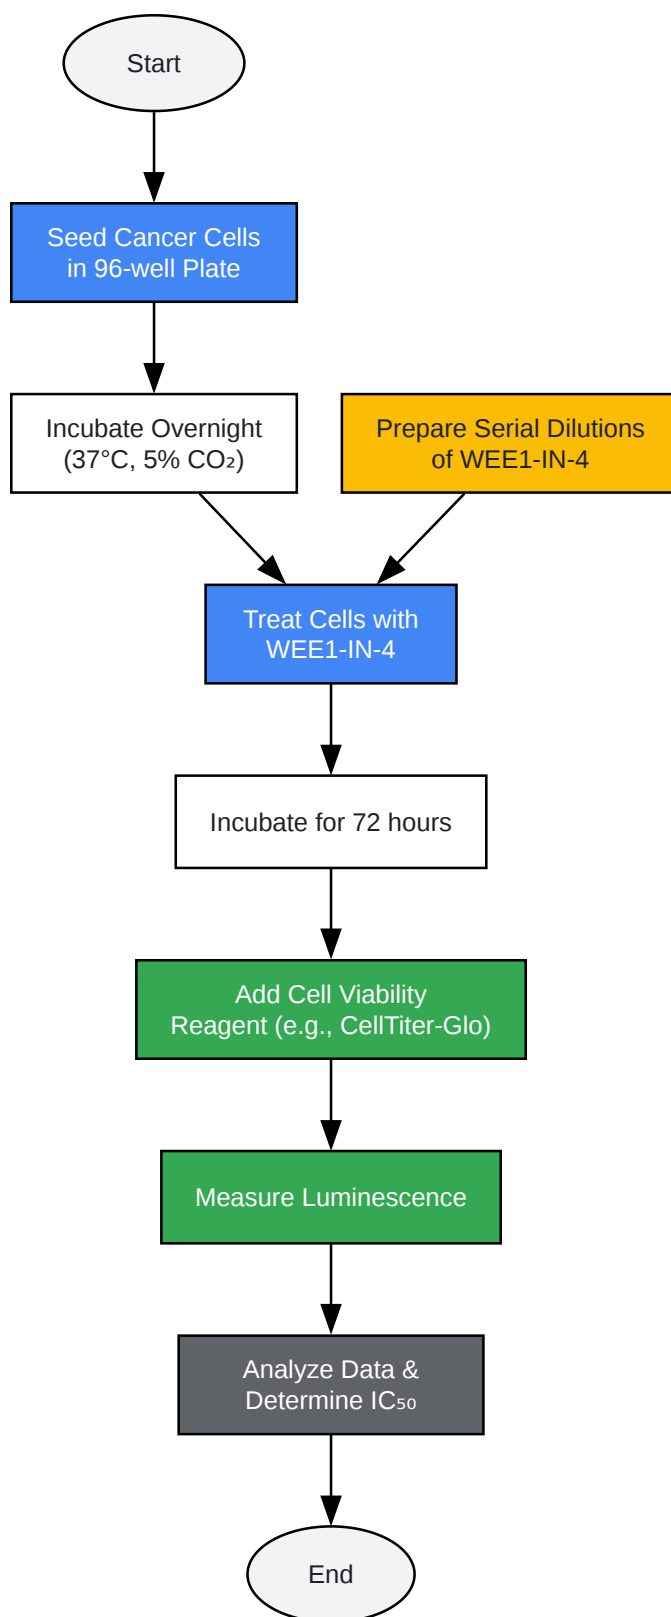 Start
Seed Cancer Cells
in 96-well Plate
Incubate Overnight
(37°C, 5% CO₂)
Prepare Serial Dilutions
of WEE1-IN-4
Treat Cells with
WEE1-IN-4
Incubate for 72 hours
Add Cell Viability
Reagent (e.g., CellTiter-Glo)
Measure Luminescence
Analyze Data &
Determine IC₅₀
End